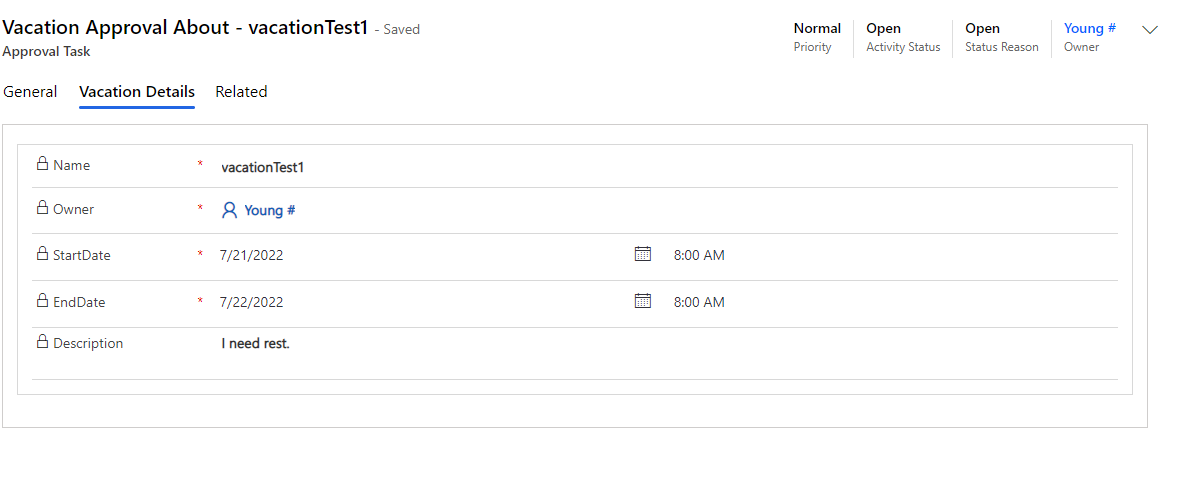 Vacation Approval About - vacationTest1 - Saved
Approval Task
Normal
Priority
Open
Activity Status
Open
Status Reason
Young #
Owner
General Vacation Details Related
Name * vacationTest1
Owner * Young #
StartDate * 7/21/2022 8:00 AM
EndDate * 7/22/2022 8:00 AM
Description I need rest.